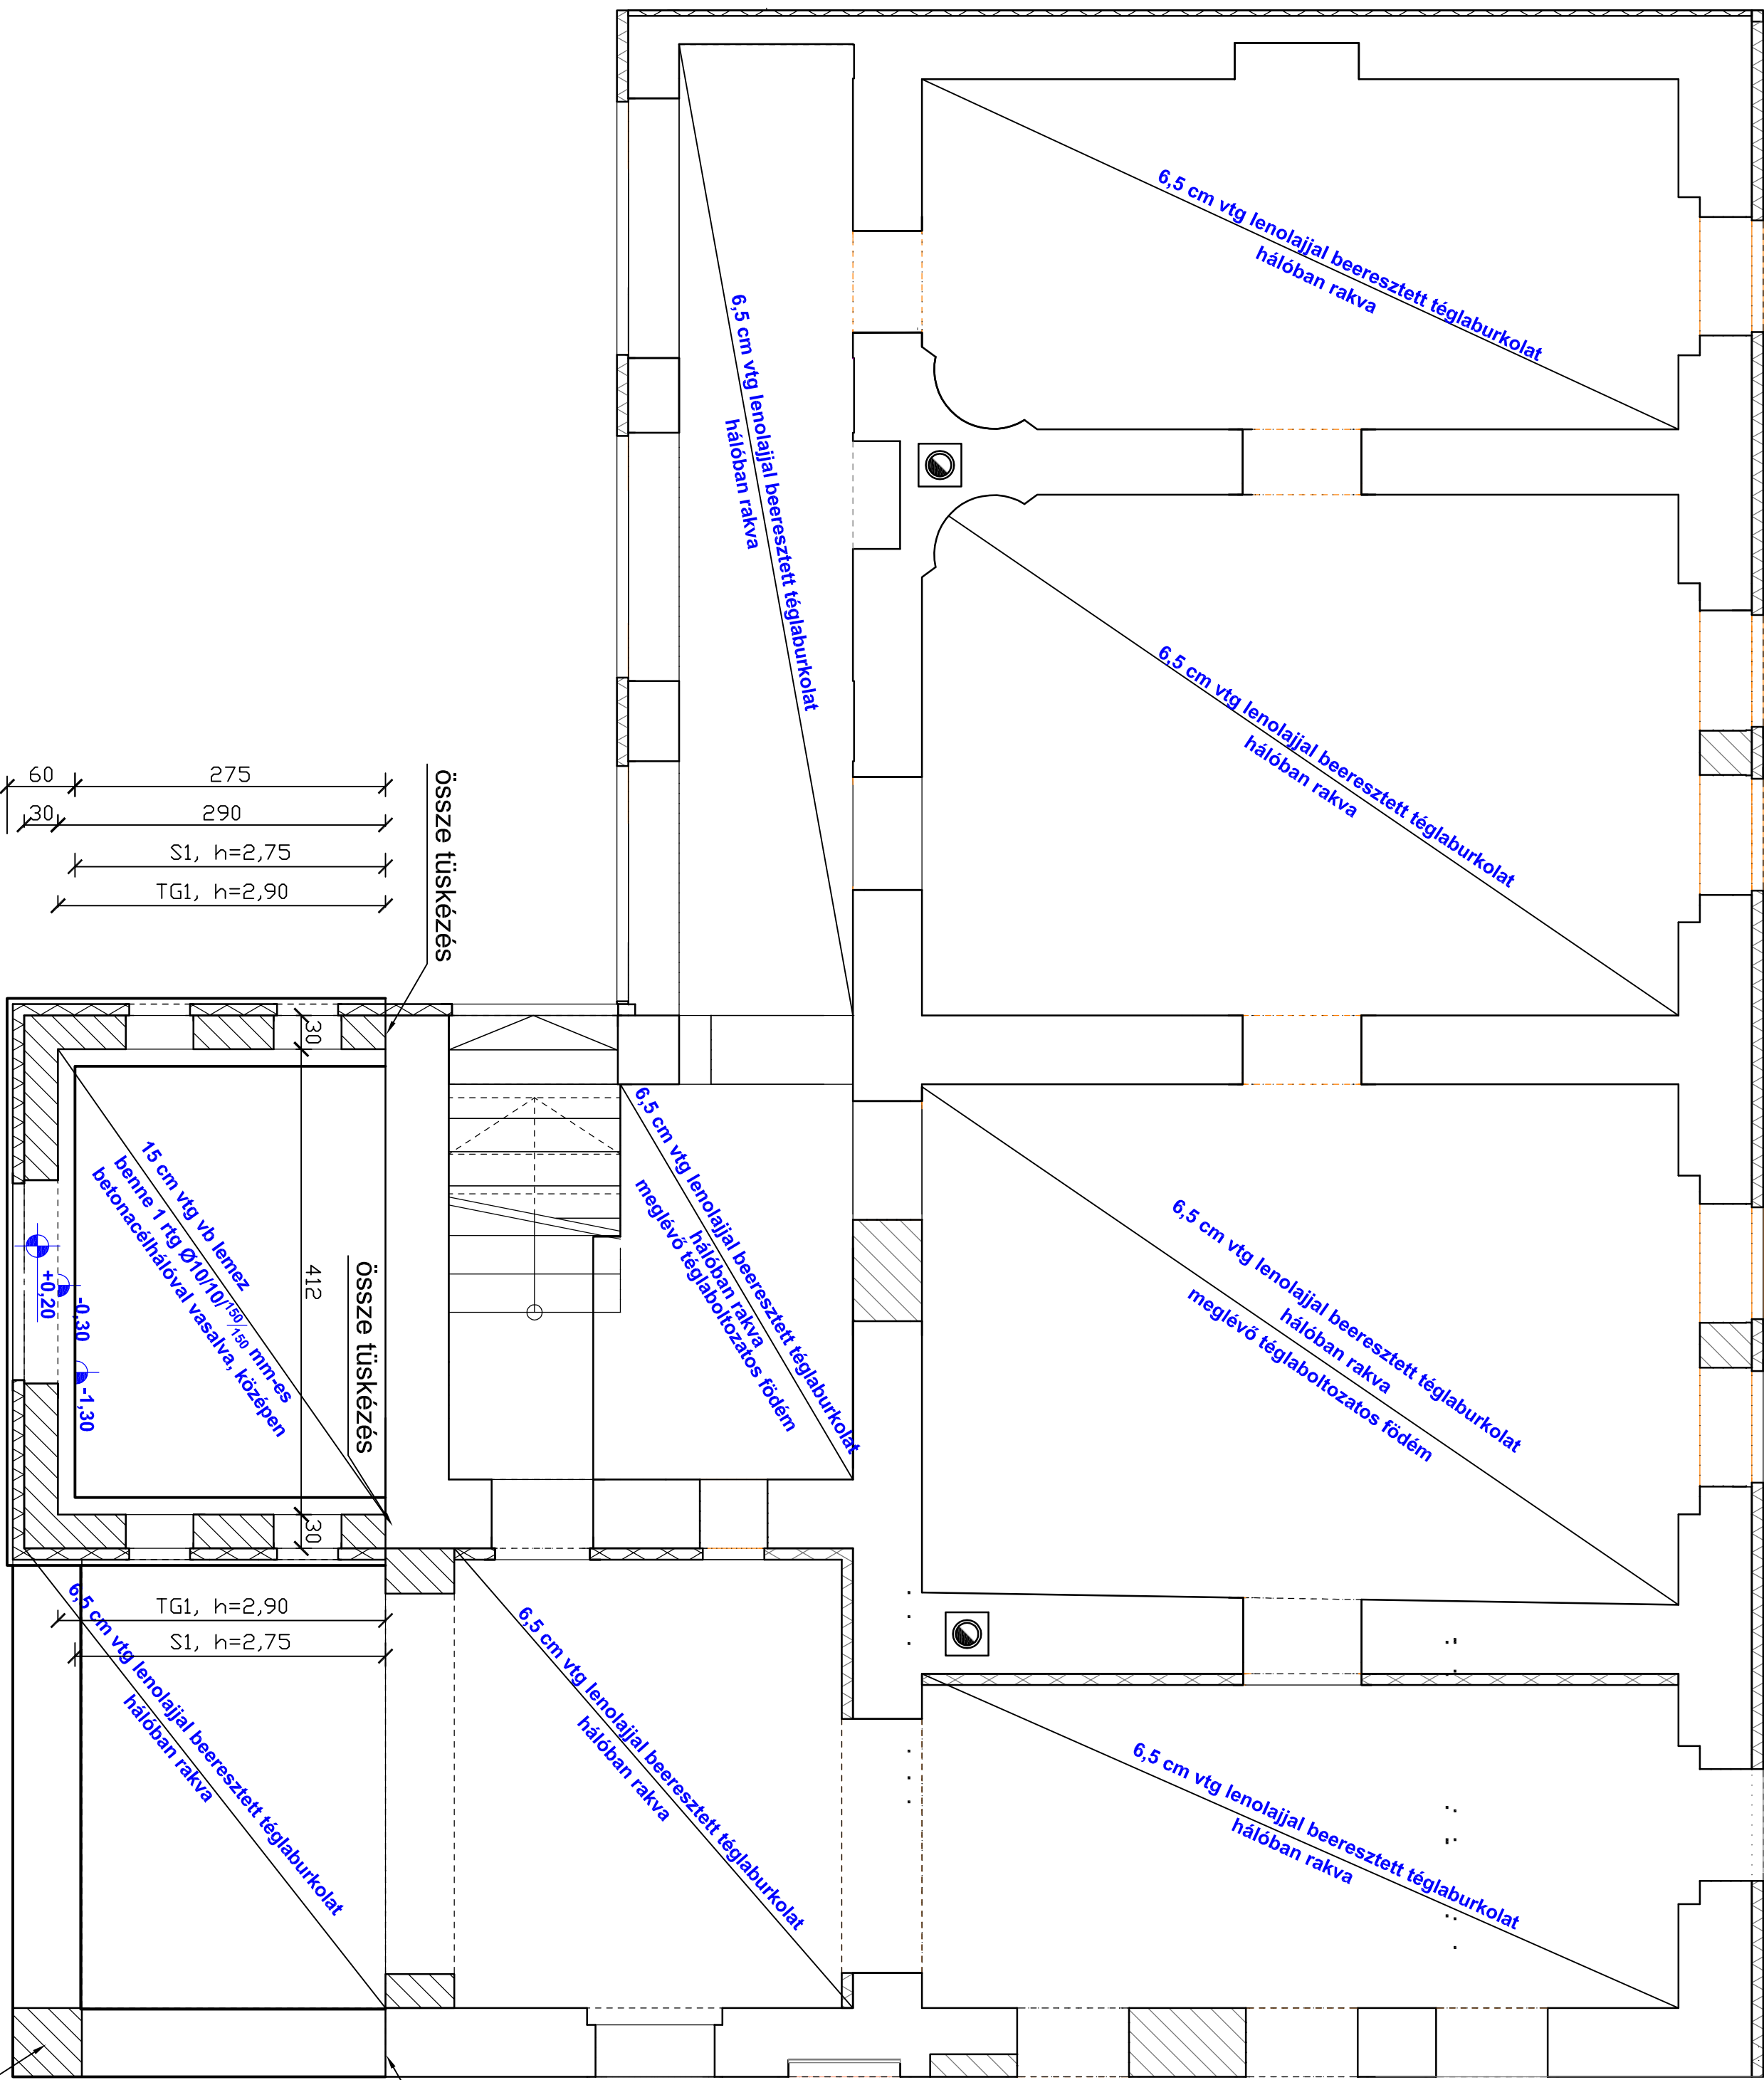 6,5 cm vtg lenolajjal beeresztett téglaburkolat
hálóban rakva
6,5 cm vtg lenolajjal beeresztett téglaburkolat
hálóban rakva
6,5 cm vtg lenolajjal beeresztett téglaburkolat
hálóban rakva
60
275
30
290
S1, h=2,75
TG1, h=2,90
össze tüskézés
6,5 cm vtg lenolajjal beeresztett téglaburkolat
hálóban rakva
meglévő téglaboltozatos födém
6,5 cm vtg lenolajjal beeresztett téglaburkolat
hálóban rakva
meglévő téglaboltozatos födém
30
412
30
össze tüskézés
15 cm vtg vb lemez
benne 1 rtg Ø10/10/150/150 mm-es
betonacélhálóval vasalva, középen
+0,20
-0,30
-1,30
TG1, h=2,90
S1, h=2,75
6,5 cm vtg lenolajjal beeresztett téglaburkolat
hálóban rakva
6,5 cm vtg lenolajjal beeresztett téglaburkolat
hálóban rakva
6,5 cm vtg lenolajjal beeresztett téglaburkolat
hálóban rakva